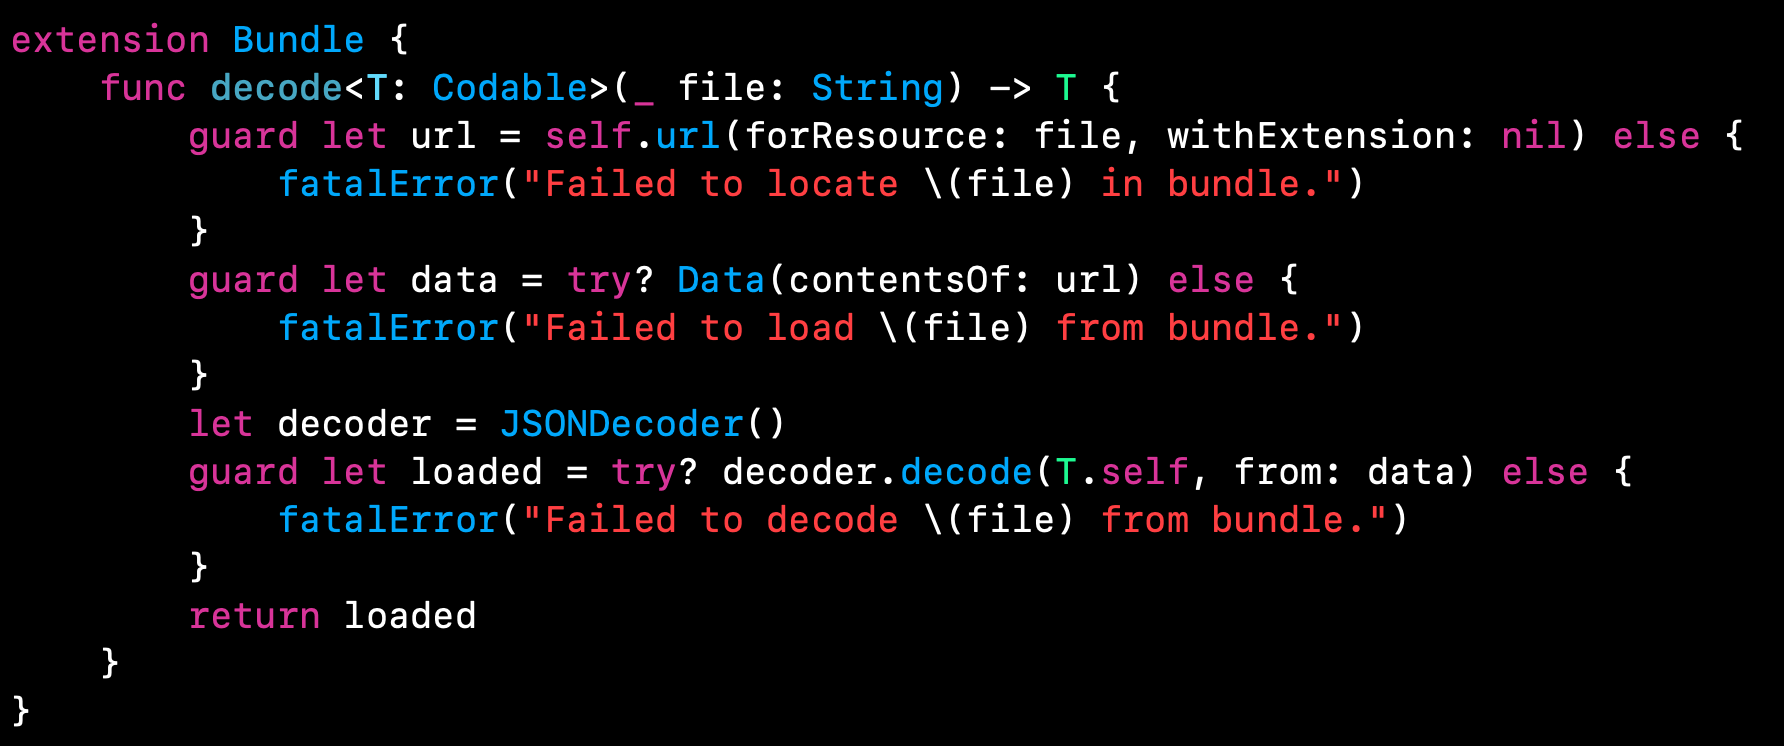 extension Bundle {
    func decode<T: Codable>(_ file: String) -> T {
        guard let url = self.url(forResource: file, withExtension: nil) else {
            fatalError("Failed to locate \(file) in bundle.")
        }
        guard let data = try? Data(contentsOf: url) else {
            fatalError("Failed to load \(file) from bundle.")
        }
        let decoder = JSONDecoder()
        guard let loaded = try? decoder.decode(T.self, from: data) else {
            fatalError("Failed to decode \(file) from bundle.")
        }
        return loaded
    }
}